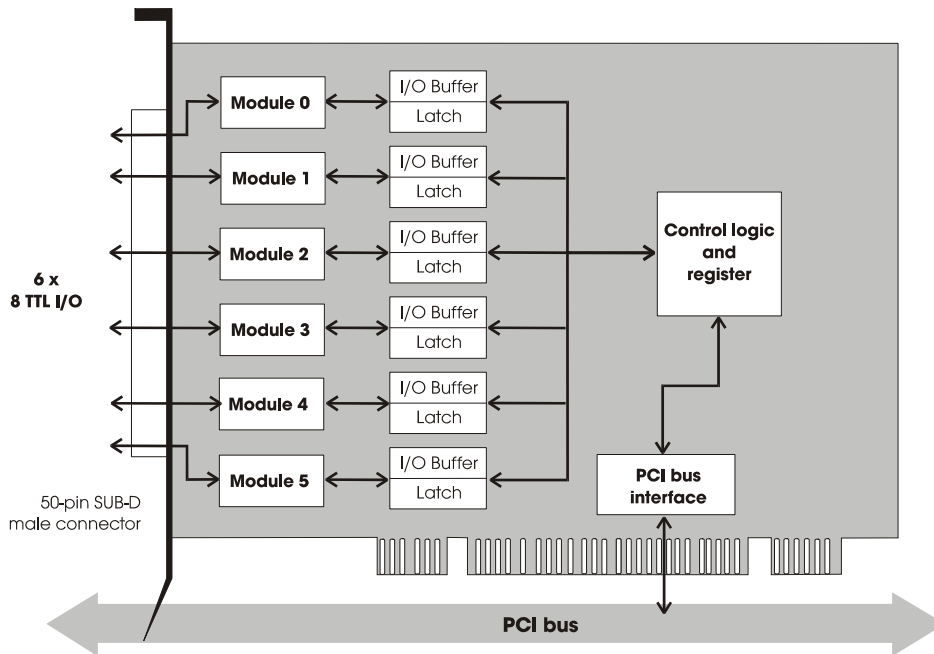 Module 0
I/O Buffer
Latch
Module 1
I/O Buffer
Latch
Module 2
I/O Buffer
Latch
Module 3
I/O Buffer
Latch
Module 4
I/O Buffer
Latch
Module 5
I/O Buffer
Latch
Control logic
and
register
6 x
8 TTL I/O
50-pin SUB-D
male connector
PCI bus
interface
PCI bus